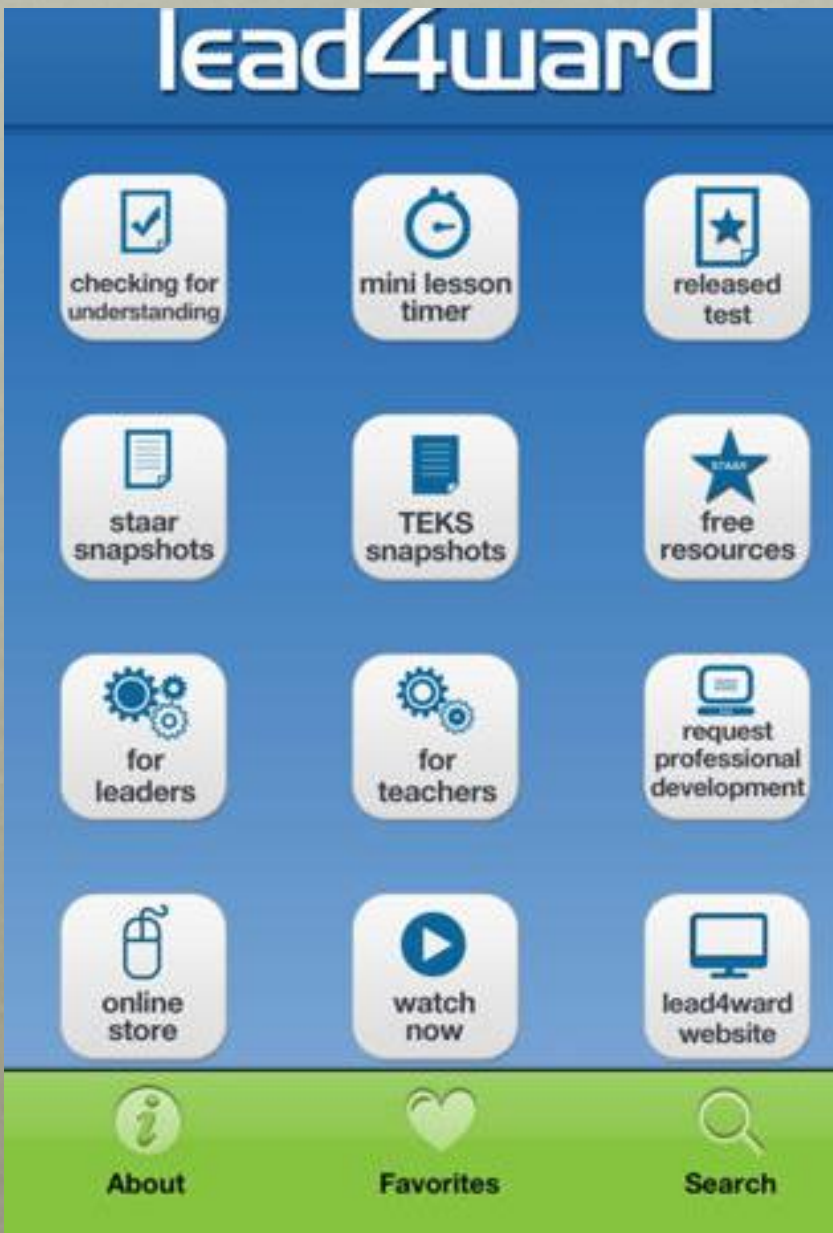 lead4ward
checking for
understanding
mini lesson
timer
released
test
staar
snapshots
TEKS
snapshots
STAAR
free
resources
for
leaders
for
teachers
request
professional
development
online
store
watch
now
lead4ward
website
About
Favorites
Search